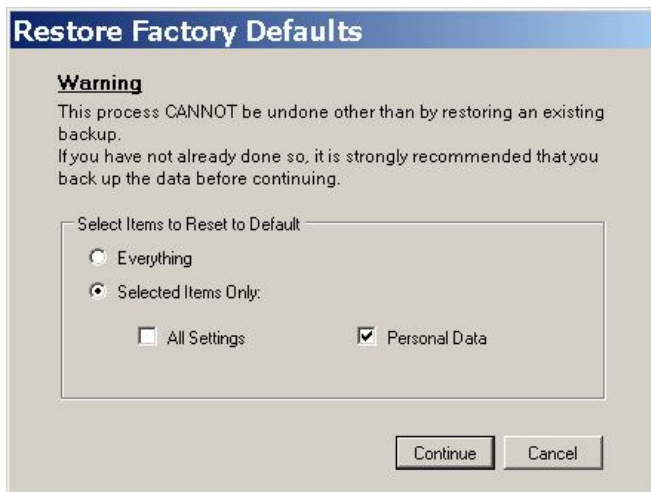 Restore Factory Defaults
Warning
This process CANNOT be undone other than by restoring an existing
backup.
If you have not already done so, it is strongly recommended that you
back up the data before continuing.
Select Items to Reset to Default
Everything
Selected Items Only:
All Settings Personal Data
Continue Cancel